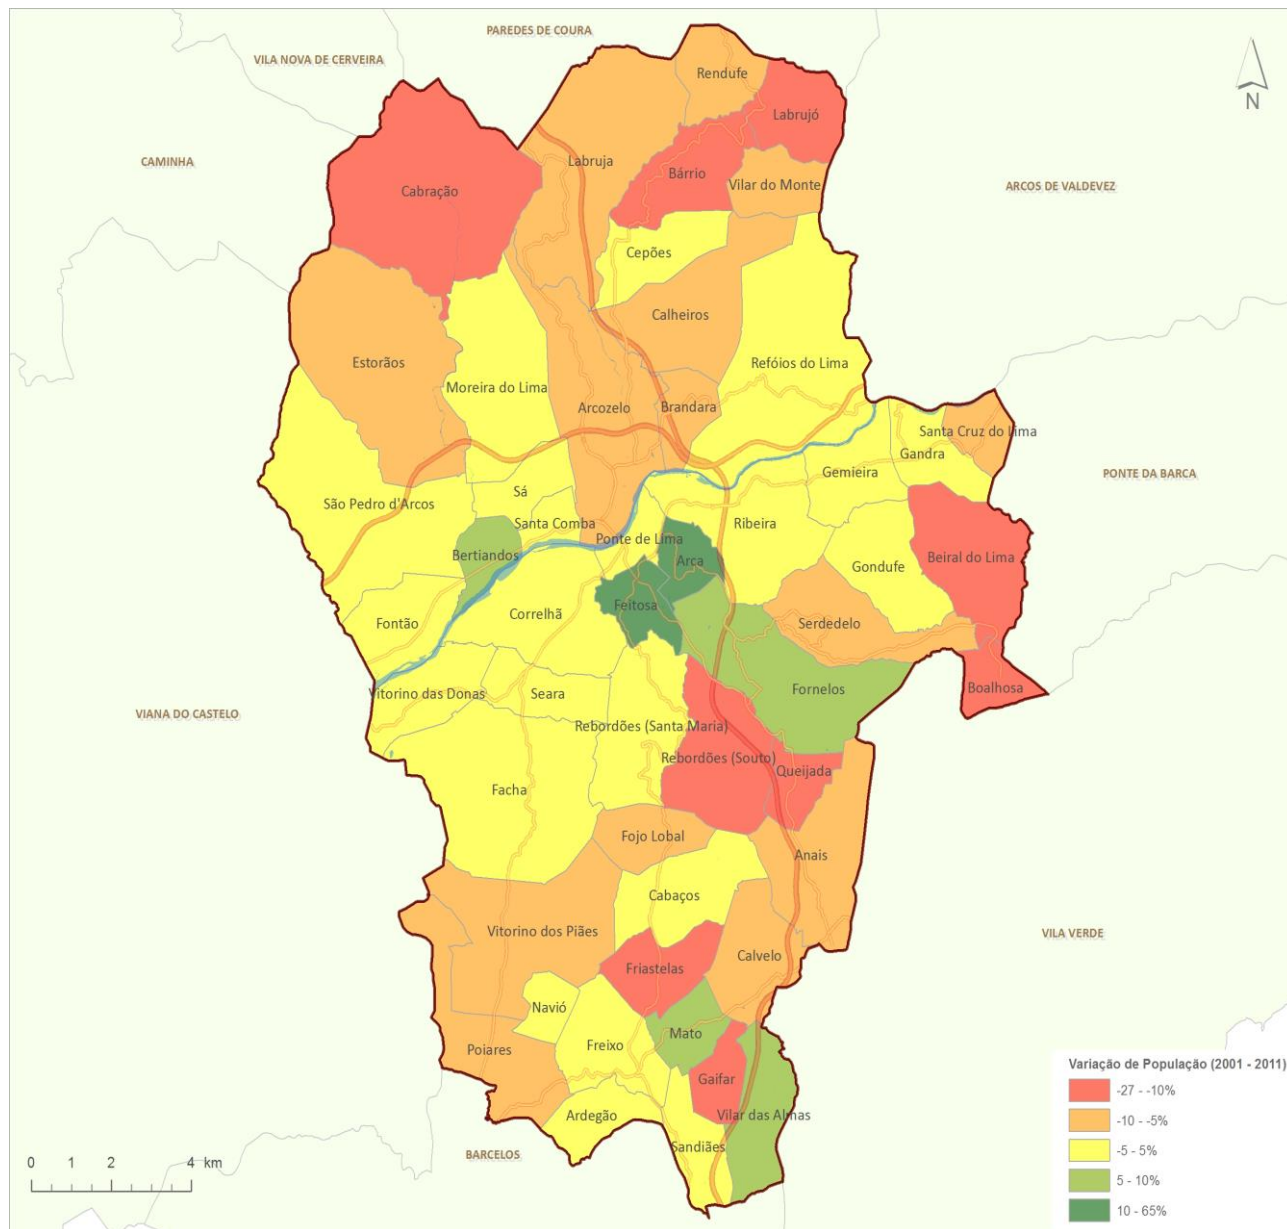 PAREDES DE COURA
VILA NOVA DE CERVEIRA
N
Rendufe
Labrujó
CAMINHA
Labruja
Bárrio
Vilar do Monte
ARCOS DE VALDEVEZ
Cabração
Cepões
Calheiros
Estorãos
Refóios do Lima
Moreira do Lima
Arcozelo
Brandara
Santa Cruz do Lima
Gandra
Gemieira
PONTE DA BARCA
Sá
São Pedro d'Arcos
Santa Comba
Ribeira
Ponte de Lima
Bertiandos
Arca
Beiral do Lima
Gondufe
Feitosa
Correlhã
Fontão
Serdedelo
Vitorino das Donas
Seara
Fornelos
Boalhosa
VIANA DO CASTELO
Rebordões (Santa Maria)
Rebordões (Souto)
Queijada
Facha
Fojo Lobal
Anais
Cabaços
Vitorino dos Piães
VILA VERDE
Calvelo
Friastelas
Navió
Mato
Freixo
Poiares
Gaifar
Ardegão
Vilar das Almas
Sandiães
BARCELOS
0 1 2 4 km
Variação de População (2001 - 2011)
-27 - -10%
-10 - -5%
-5 - 5%
5 - 10%
10 - 65%